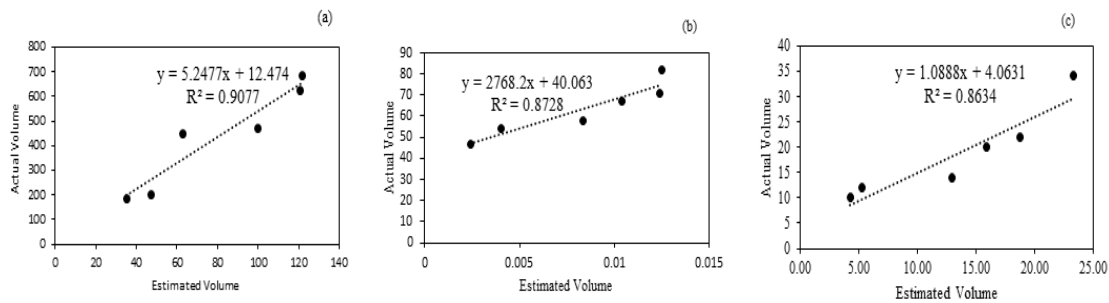 (a)
y = 5.2477x + 12.474
R² = 0.9077
Actual Volume
800
700
600
500
400
300
200
100
0
0 20 40 60 80 100 120 140
Estimated Volume
(b)
y = 2768.2x + 40.063
R² = 0.8728
Actual Volume
90
80
70
60
50
40
30
20
10
0
0 0.005 0.01 0.015
Estimated Volume
(c)
y = 1.0888x + 4.0631
R² = 0.8634
Actual Volume
40
35
30
25
20
15
10
5
0
0.00 5.00 10.00 15.00 20.00 25.00
Estimated Volume